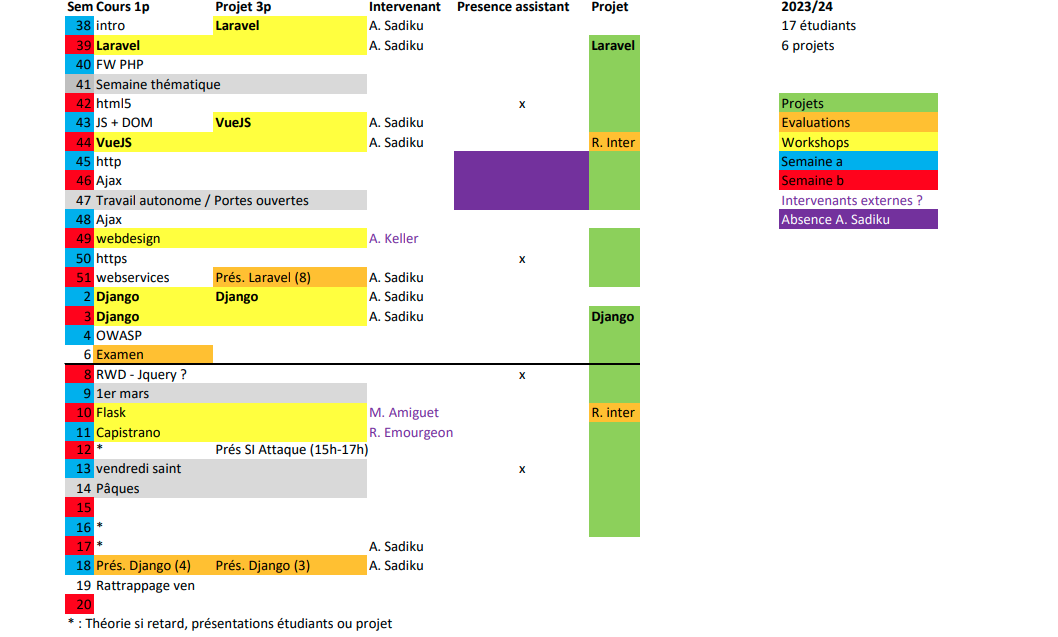 Sem Cours 1p Projet 3p Intervenant Presence assistant Projet 2023/24
38 intro Laravel A. Sadiku 17 étudiants
39 Laravel A. Sadiku Laravel 6 projets
40 FW PHP
41 Semaine thématique
42 html5 x Projets
43 JS + DOM VueJS A. Sadiku Evaluations
44 VueJS A. Sadiku R. Inter Workshops
45 http Semaine a
46 Ajax Semaine b
47 Travail autonome / Portes ouvertes Intervenants externes ?
48 Ajax Absence A. Sadiku
49 webdesign A. Keller
50 https x
51 webservices Prés. Laravel (8) A. Sadiku
2 Django Django A. Sadiku
3 Django A. Sadiku Django
4 OWASP
6 Examen
8 RWD - Jquery ? x
9 1er mars
10 Flask M. Amiguet R. inter
11 Capistrano R. Emourgeon
12 * Prés SI Attaque (15h-17h)
13 vendredi saint x
14 Pâques
15
16 *
17 * A. Sadiku
18 Prés. Django (4) Prés. Django (3) A. Sadiku
19 Rattrappage ven
20
* : Théorie si retard, présentations étudiants ou projet